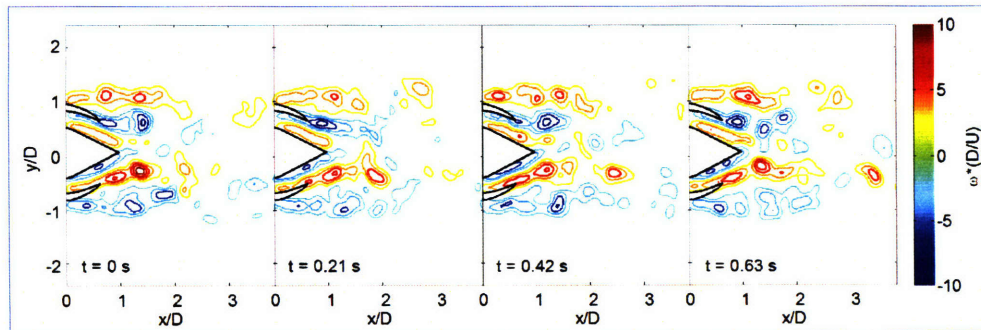 2
1
0
-1
-2
y/D
t = 0 s
t = 0.21 s
t = 0.42 s
t = 0.63 s
0 1 2 3 0 1 2 3 0 1 2 3 0 1 2 3
x/D x/D x/D x/D
10
5
0
-5
-10
ω*(D/U)